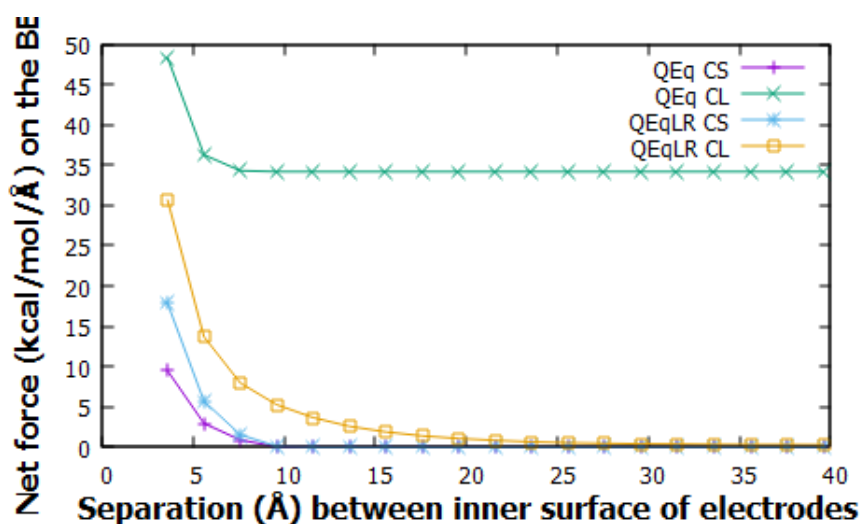 Net force (kcal/mol/Å) on the BE
50
45
40
35
30
25
20
15
10
5
0
QEq CS
QEq CL
QEqLR CS
QEqLR CL
0 5 10 15 20 25 30 35 40
Separation (Å) between inner surface of electrodes